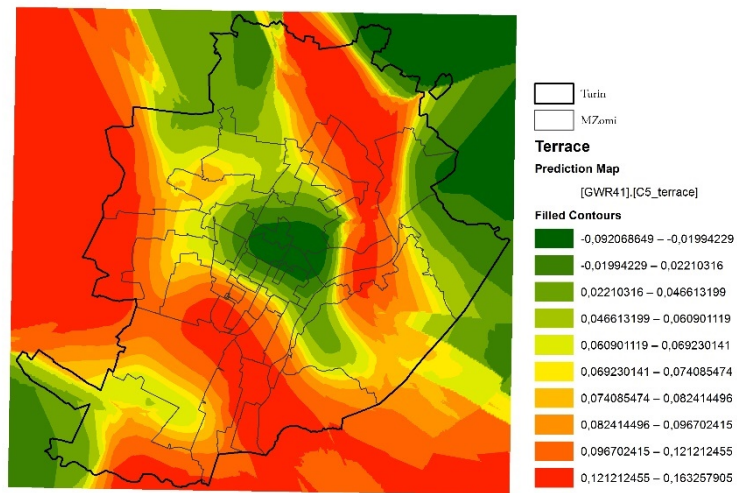 Turin
MZomi
Terrace
Prediction Map
[GWR41].[C5_terrace]
Filled Contours
-0,092068649 – -0,01994229
-0,01994229 – 0,02210316
0,02210316 – 0,046613199
0,046613199 – 0,060901119
0,060901119 – 0,069230141
0,069230141 – 0,074085474
0,074085474 – 0,082414496
0,082414496 – 0,096702415
0,096702415 – 0,121212455
0,121212455 – 0,163257905